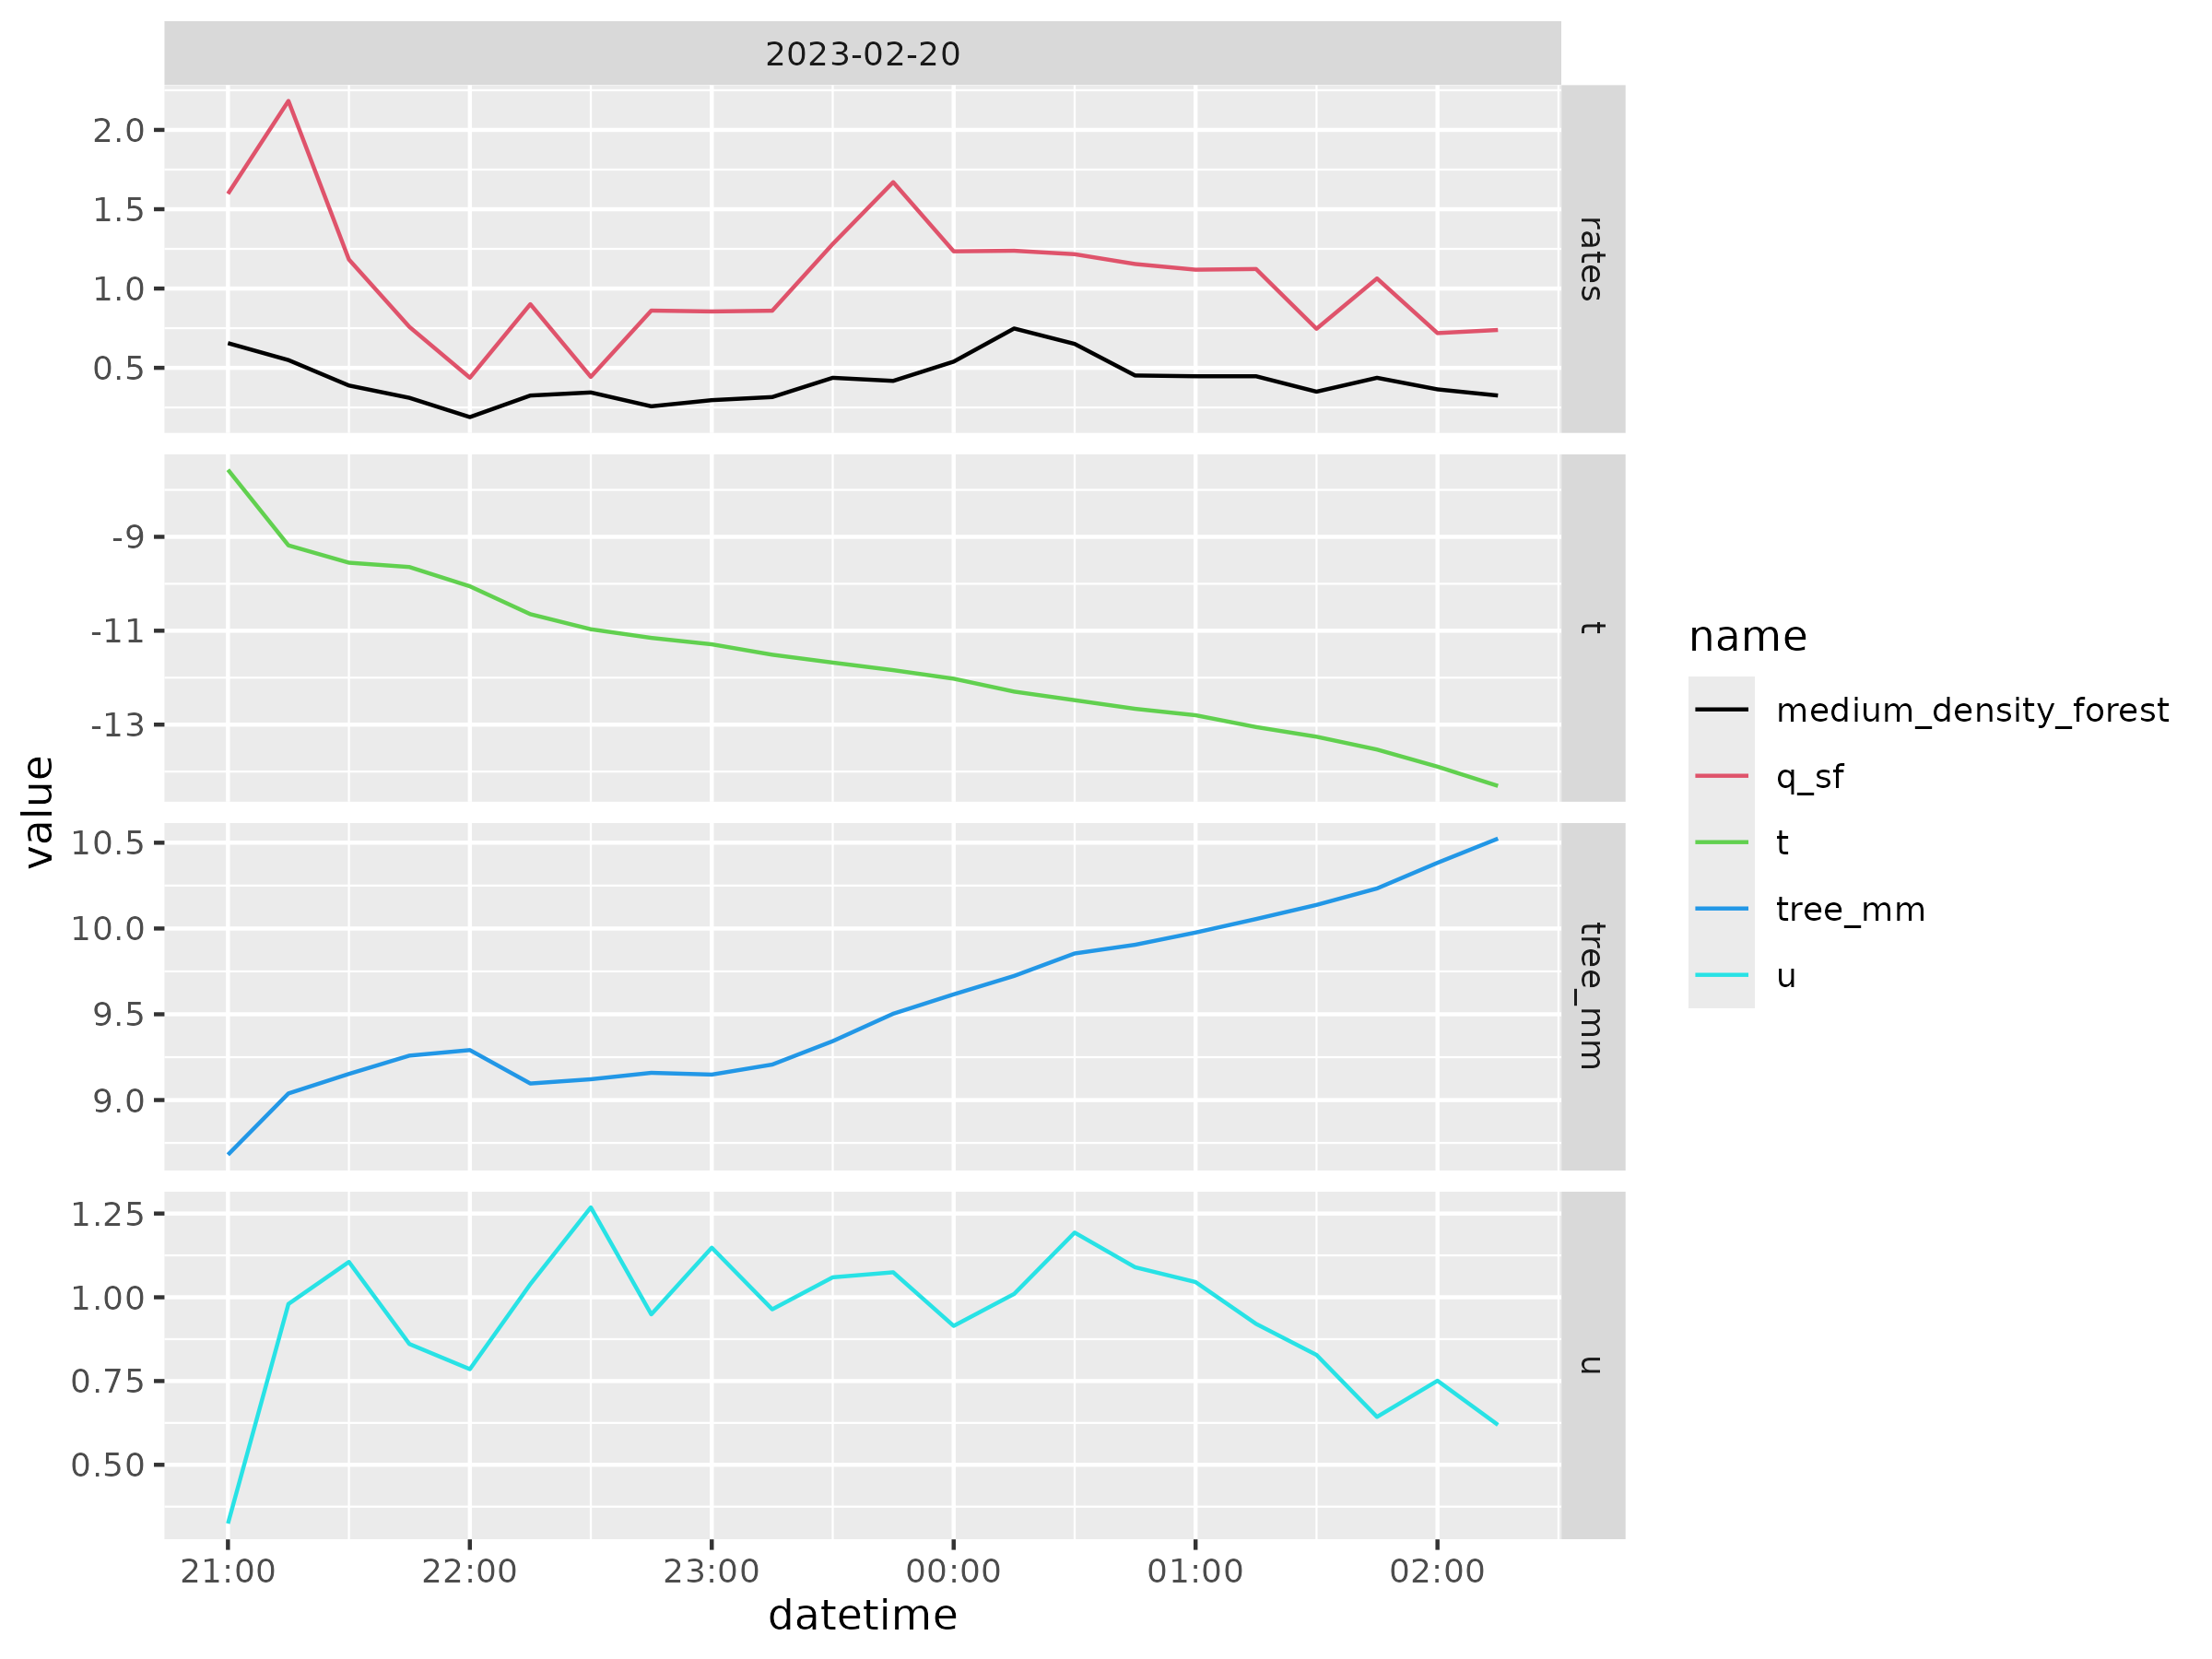 2023-02-20
2.0
1.5
1.0
0.5
rates
-9
-11
-13
t
10.5
10.0
9.5
9.0
tree_mm
1.25
1.00
0.75
0.50
u
21:00 22:00 23:00 00:00 01:00 02:00
datetime
value
name
medium_density_forest
q_sf
t
tree_mm
u